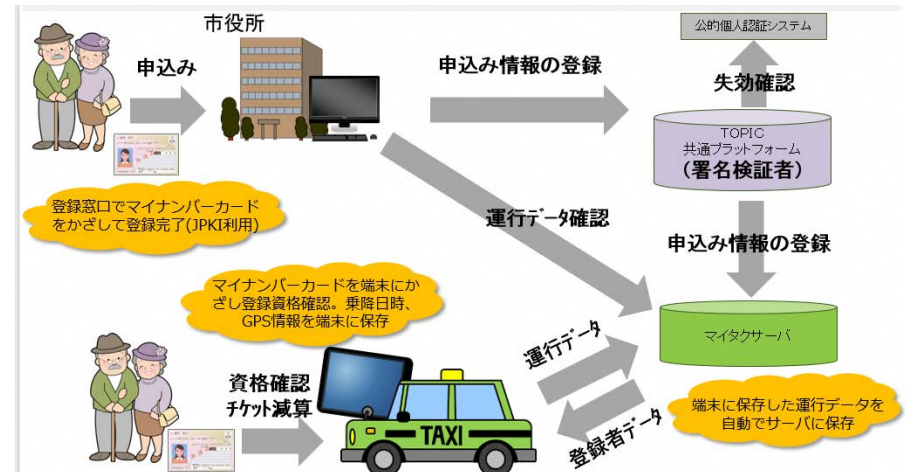 市役所
公的個人認証システム
申込み
申込み情報の登録
失効確認
TOPIC
共通プラットフォーム
(署名検証者)
登録窓口でマイナンバーカード
をかざして登録完了(JPKI利用)
運行データ確認
申込み情報の登録
マイナンバーカードを端末にか
ざし登録資格確認。乗降日時、
GPS情報を端末に保存
マイタクサーバ
運行データ
資格確認
チケット減算
TAXI
登録者データ
端末に保存した運行データを
自動でサーバに保存